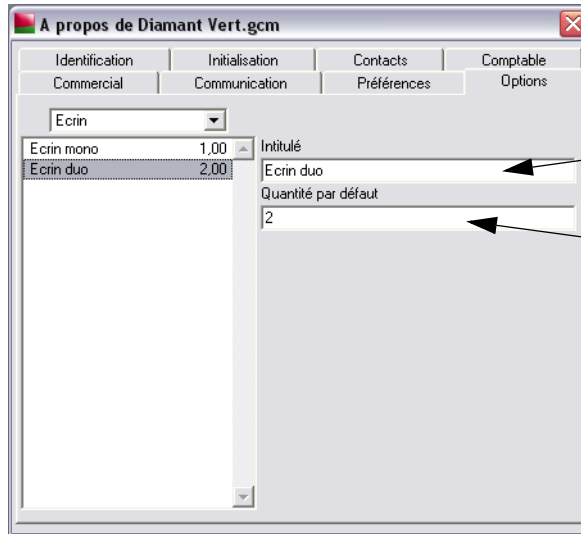 A propos de Diamant Vert.gcm
Identification Initialisation Contacts Comptable
Commercial Communication Préférences Options
Ecrin
Ecrin mono 1,00
Ecrin duo 2,00
Intitulé
Ecrin duo
Quantité par défaut
2